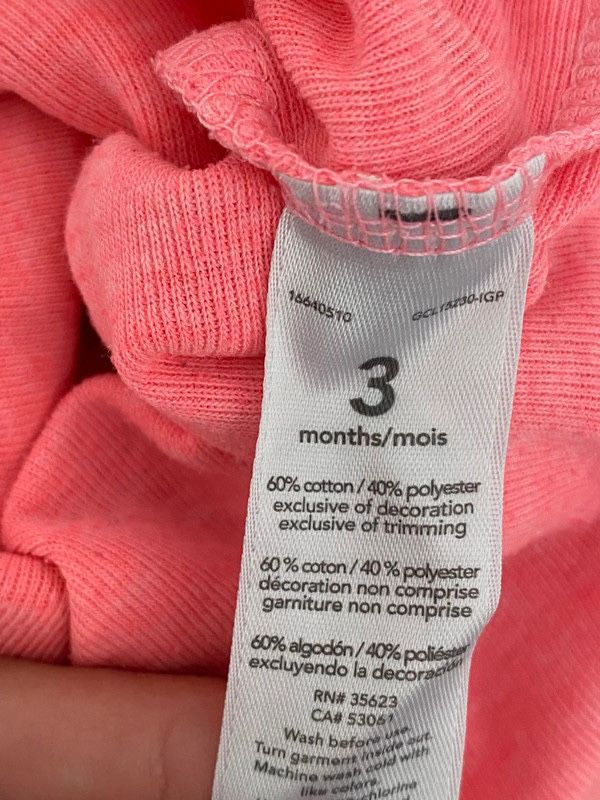 16640510 GCL15230-IGP
3
months/mois
60% cotton / 40% polyester
exclusive of decoration
exclusive of trimming
60 % coton / 40 % polyester
décoration non comprise
garniture non comprise
60% algodón / 40% poliéster
excluyendo la decoración
RN# 35623
CA# 53061
Wash before use.
Turn garment inside out.
Machine wash cold with
like colors.
chlorine